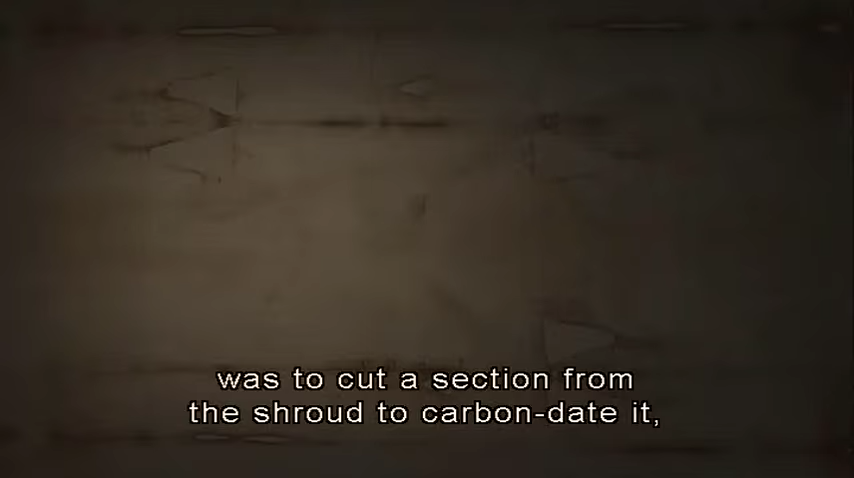 was to cut a section from
the shroud to carbon-date it,